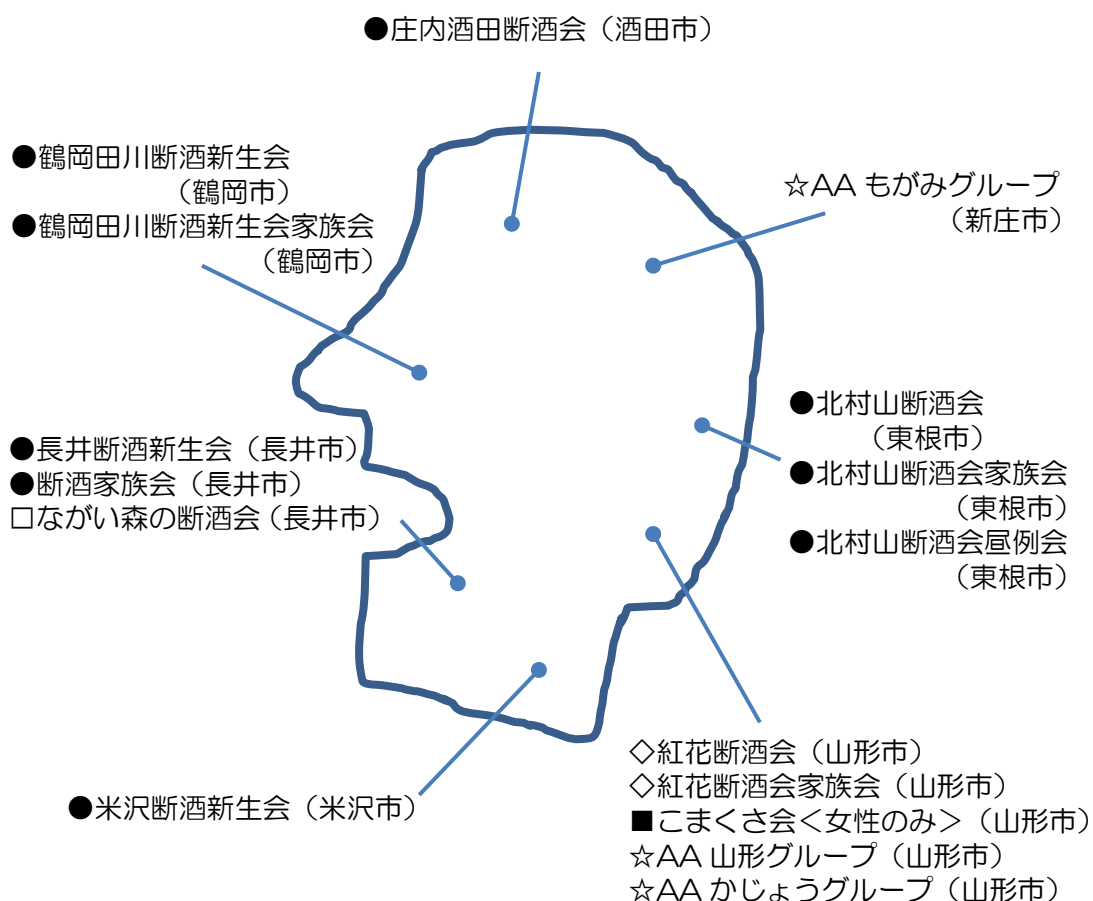 ●庄内酒田断酒会（酒田市）
●鶴岡田川断酒新生会
（鶴岡市）
●鶴岡田川断酒新生会家族会
（鶴岡市）
☆AA もがみグループ
（新庄市）
●北村山断酒会
（東根市）
●北村山断酒会家族会
（東根市）
●北村山断酒会昼例会
（東根市）
●長井断酒新生会（長井市）
●断酒家族会（長井市）
□ながい森の断酒会（長井市）
●米沢断酒新生会（米沢市）
◇紅花断酒会（山形市）
◇紅花断酒会家族会（山形市）
■こまくさ会＜女性のみ＞（山形市）
☆AA 山形グループ（山形市）
☆AA かじょうグループ（山形市）